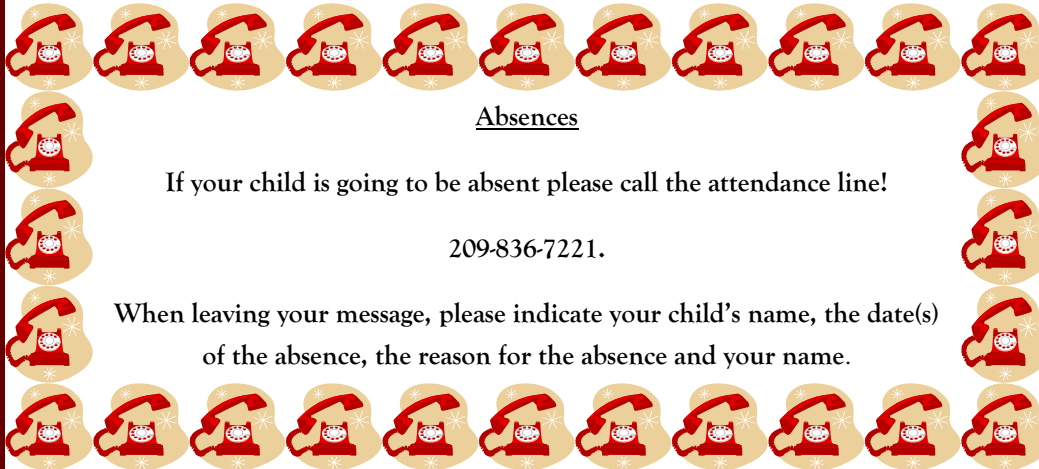 Absences
If your child is going to be absent please call the attendance line!
209-836-7221.
When leaving your message, please indicate your child's name, the date(s)
of the absence, the reason for the absence and your name.